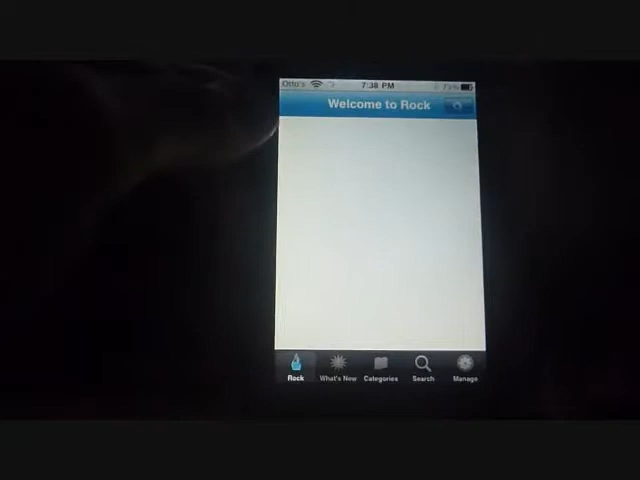 Otto's 7:38 PM 73%
Welcome to Rock
Rock What's New Categories Search Manage